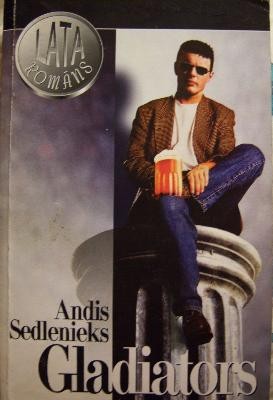 LATA
ROMĀNS
Andis
Sedlenieks
Gladiators